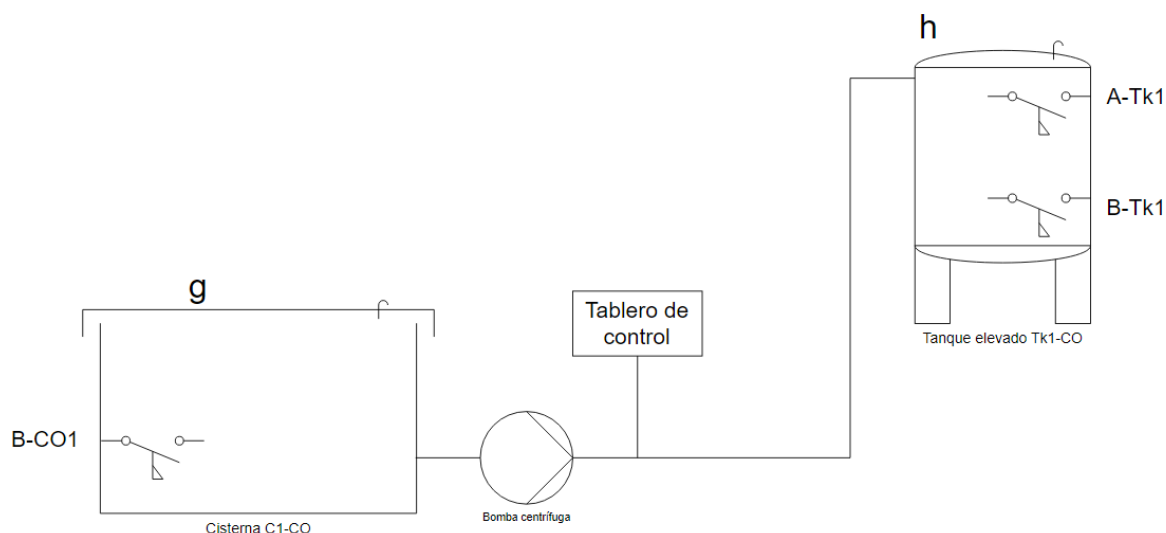 h
A-Tk1
B-Tk1
Tanque elevado Tk1-CO
g
Tablero de
control
B-CO1
Bomba centrífuga
Cisterna C1-CO